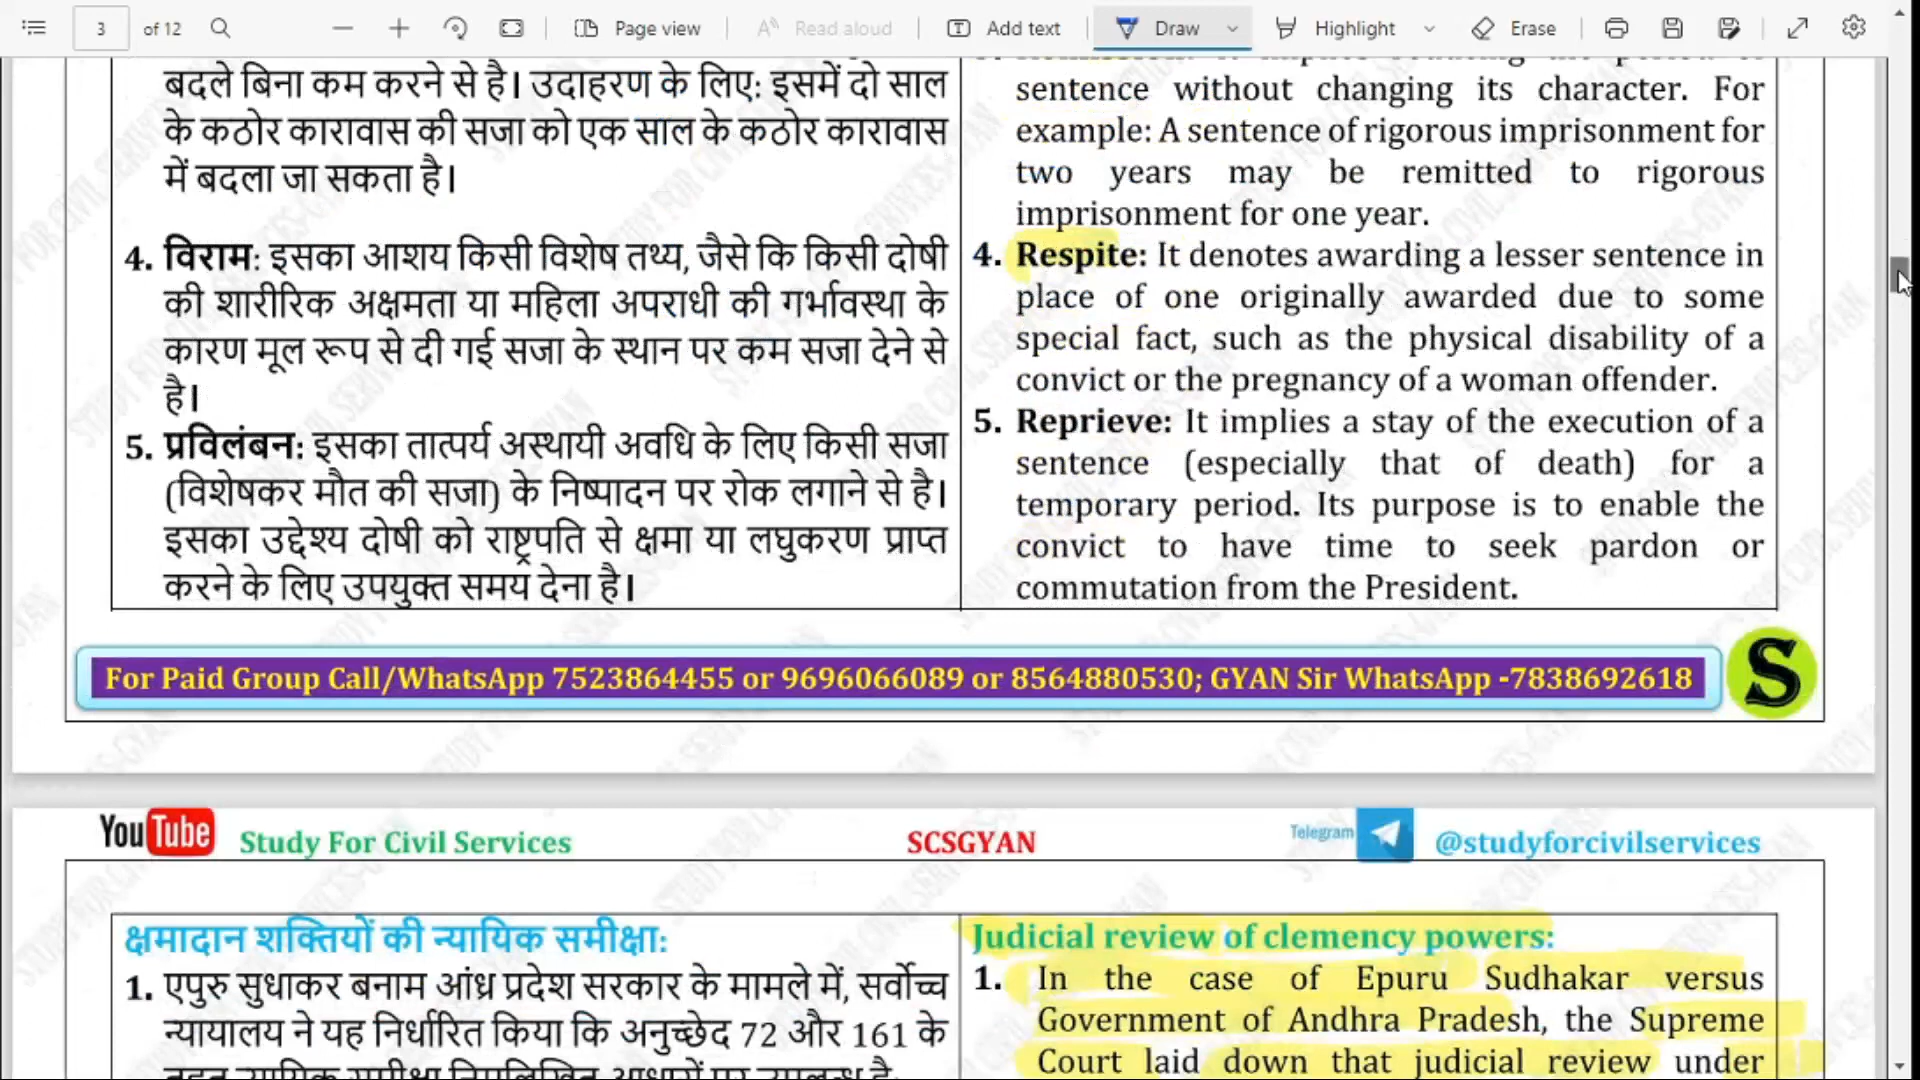 3 of 12 Page view Read aloud Add text Draw Highlight Erase
बदले बिना कम करने से है। उदाहरण के लिए: इसमें दो साल
के कठोर कारावास की सजा को एक साल के कठोर कारावास
में बदला जा सकता है।
4. विराम: इसका आशय किसी विशेष तथ्य, जैसे कि किसी दोषी
की शारीरिक अक्षमता या महिला अपराधी की गर्भावस्था के
कारण मूल रूप से दी गई सजा के स्थान पर कम सजा देने से
है।
5. प्रविलंबन: इसका तात्पर्य अस्थायी अवधि के लिए किसी सजा
(विशेषकर मौत की सजा) के निष्पादन पर रोक लगाने से है।
इसका उद्देश्य दोषी को राष्ट्रपति से क्षमा या लघुकरण प्राप्त
करने के लिए उपयुक्त समय देना है।
sentence without changing its character. For
example: A sentence of rigorous imprisonment for
two years may be remitted to rigorous
imprisonment for one year.
4. Respite: It denotes awarding a lesser sentence in
place of one originally awarded due to some
special fact, such as the physical disability of a
convict or the pregnancy of a woman offender.
5. Reprieve: It implies a stay of the execution of a
sentence (especially that of death) for a
temporary period. Its purpose is to enable the
convict to have time to seek pardon or
commutation from the President.
For Paid Group Call/WhatsApp 7523864455 or 9696066089 or 8564880530; GYAN Sir WhatsApp -7838692618
S
YouTube Study For Civil Services SCSGYAN Telegram @studyforcivilservices
क्षमादान शक्तियों की न्यायिक समीक्षा:
1. एपुरु सुधाकर बनाम आंध्र प्रदेश सरकार के मामले में, सर्वोच्च
न्यायालय ने यह निर्धारित किया कि अनुच्छेद 72 और 161 के
Judicial review of clemency powers:
1. In the case of Epuru Sudhakar versus
Government of Andhra Pradesh, the Supreme
Court laid down that judicial review under